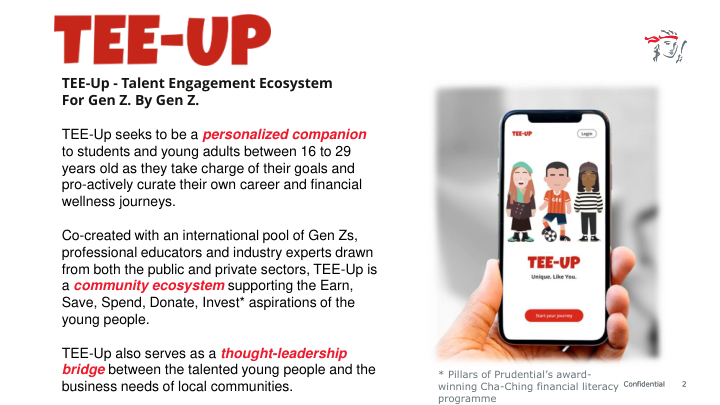 TEE-UP
TEE-Up - Talent Engagement Ecosystem
For Gen Z. By Gen Z.
TEE-Up seeks to be a personalized companion
to students and young adults between 16 to 29
years old as they take charge of their goals and
pro-actively curate their own career and financial
wellness journeys.
Co-created with an international pool of Gen Zs,
professional educators and industry experts drawn
from both the public and private sectors, TEE-Up is
a community ecosystem supporting the Earn,
Save, Spend, Donate, Invest* aspirations of the
young people.
TEE-Up also serves as a thought-leadership
bridge between the talented young people and the
business needs of local communities.
TEE-UP
Login
GEE
TEE-UP
Unique. Like You.
Start your journey
* Pillars of Prudential's award-
winning Cha-Ching financial literacy
programme
Confidential 2